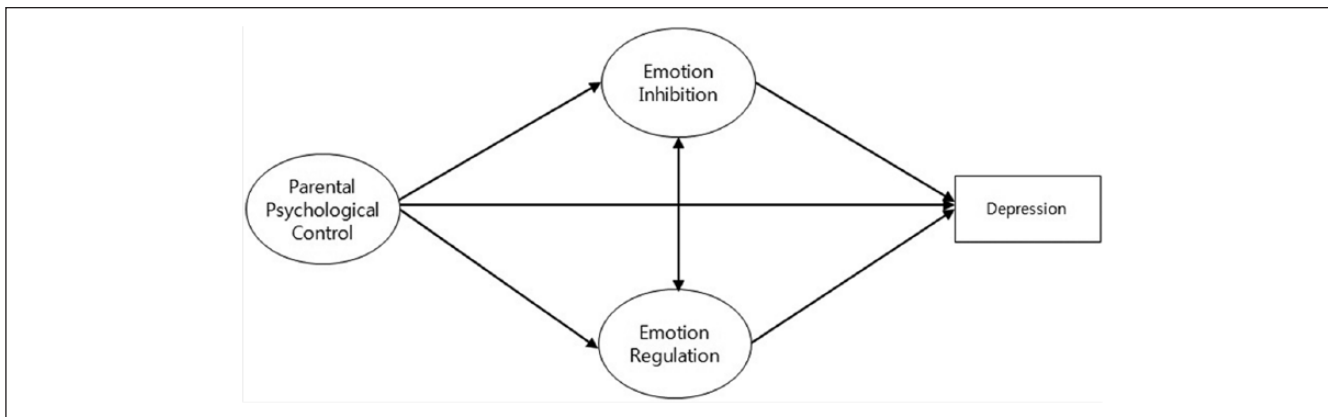 Emotion
Inhibition
Parental
Psychological
Control
Depression
Emotion
Regulation